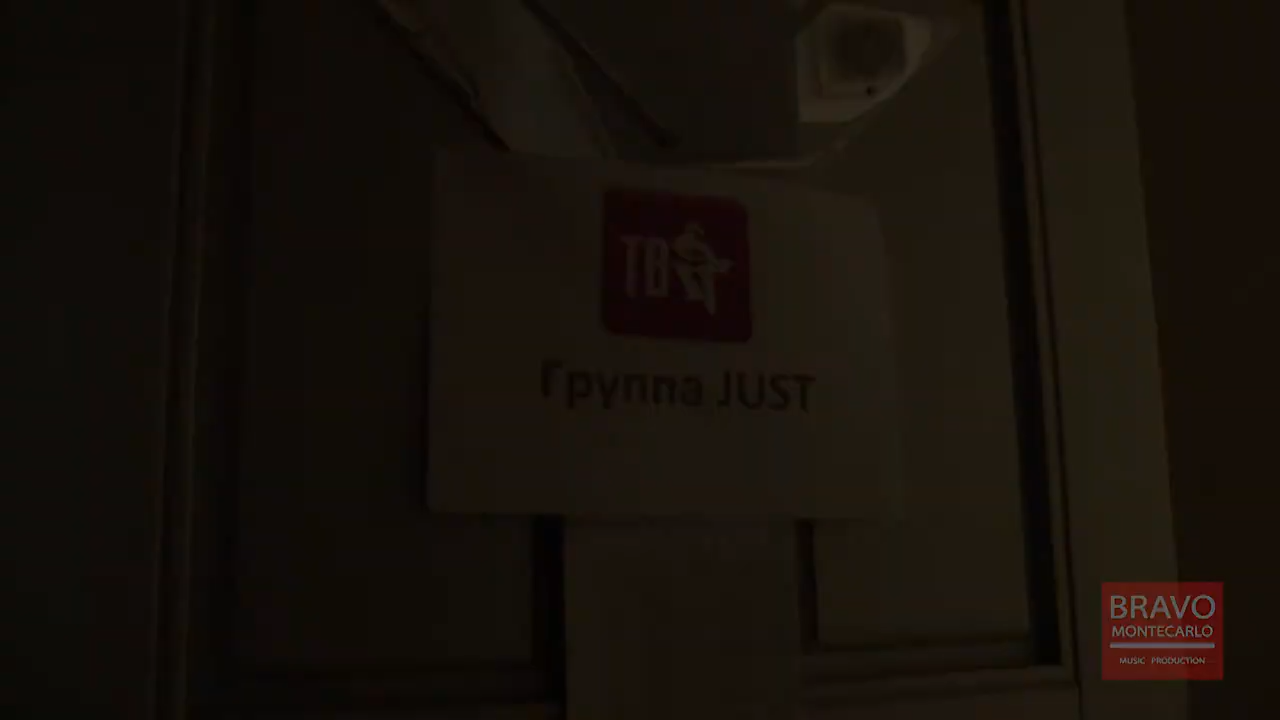 ТВ
Группа JUST
BRAVO
MONTECARLO
MUSIC PRODUCTION